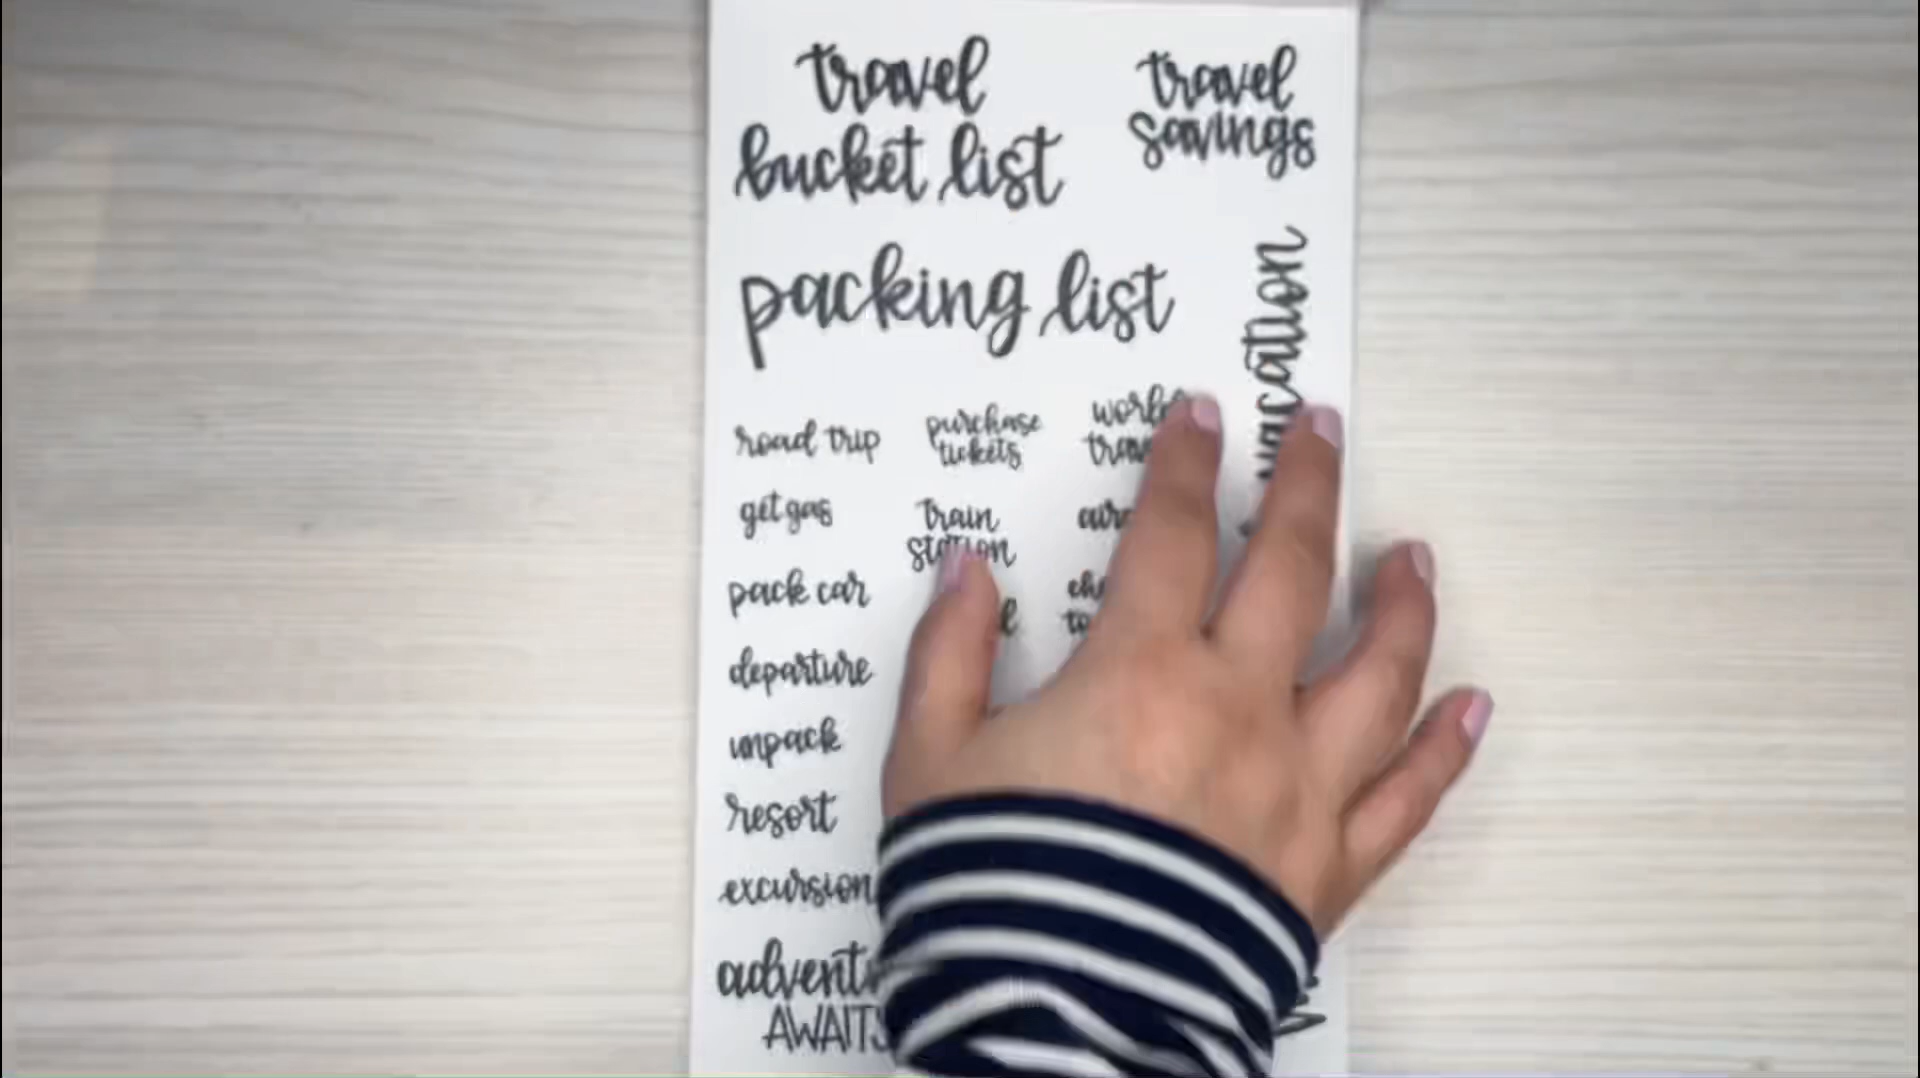 travel
bucket list
travel
savings
packing list
vacation
road trip
purchase
tickets
world
get gas
train
station
pack car
departure
unpack
resort
excursion
AWAITS